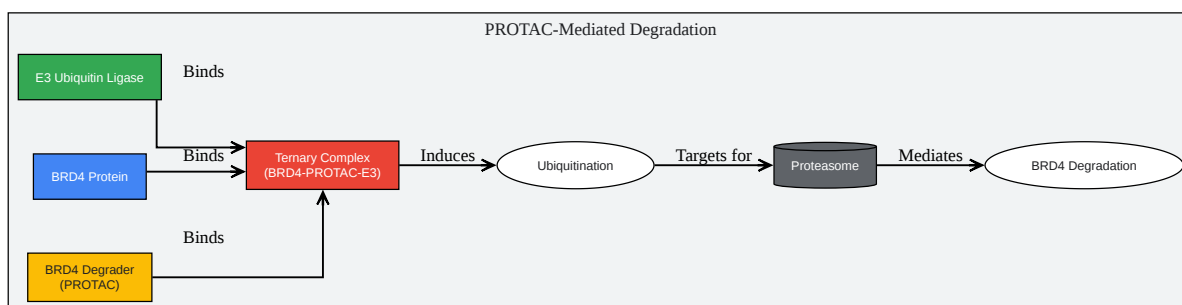 PROTAC-Mediated Degradation
E3 Ubiquitin Ligase
Binds
BRD4 Protein
Binds
BRD4 Degrader
(PROTAC)
Binds
Ternary Complex
(BRD4-PROTAC-E3)
Induces
Ubiquitination
Targets for
Proteasome
Mediates
BRD4 Degradation